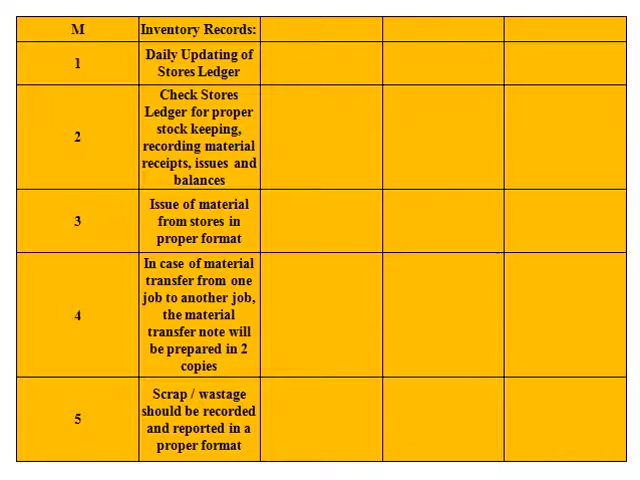 M
Inventory Records:
1
Daily Updating of
Stores Ledger
2
Check Stores
Ledger for proper
stock keeping,
recording material
receipts, issues and
balances
3
Issue of material
from stores in
proper format
4
In case of material
transfer from one
job to another job,
the material
transfer note will
be prepared in 2
copies
5
Scrap / wastage
should be recorded
and reported in a
proper format